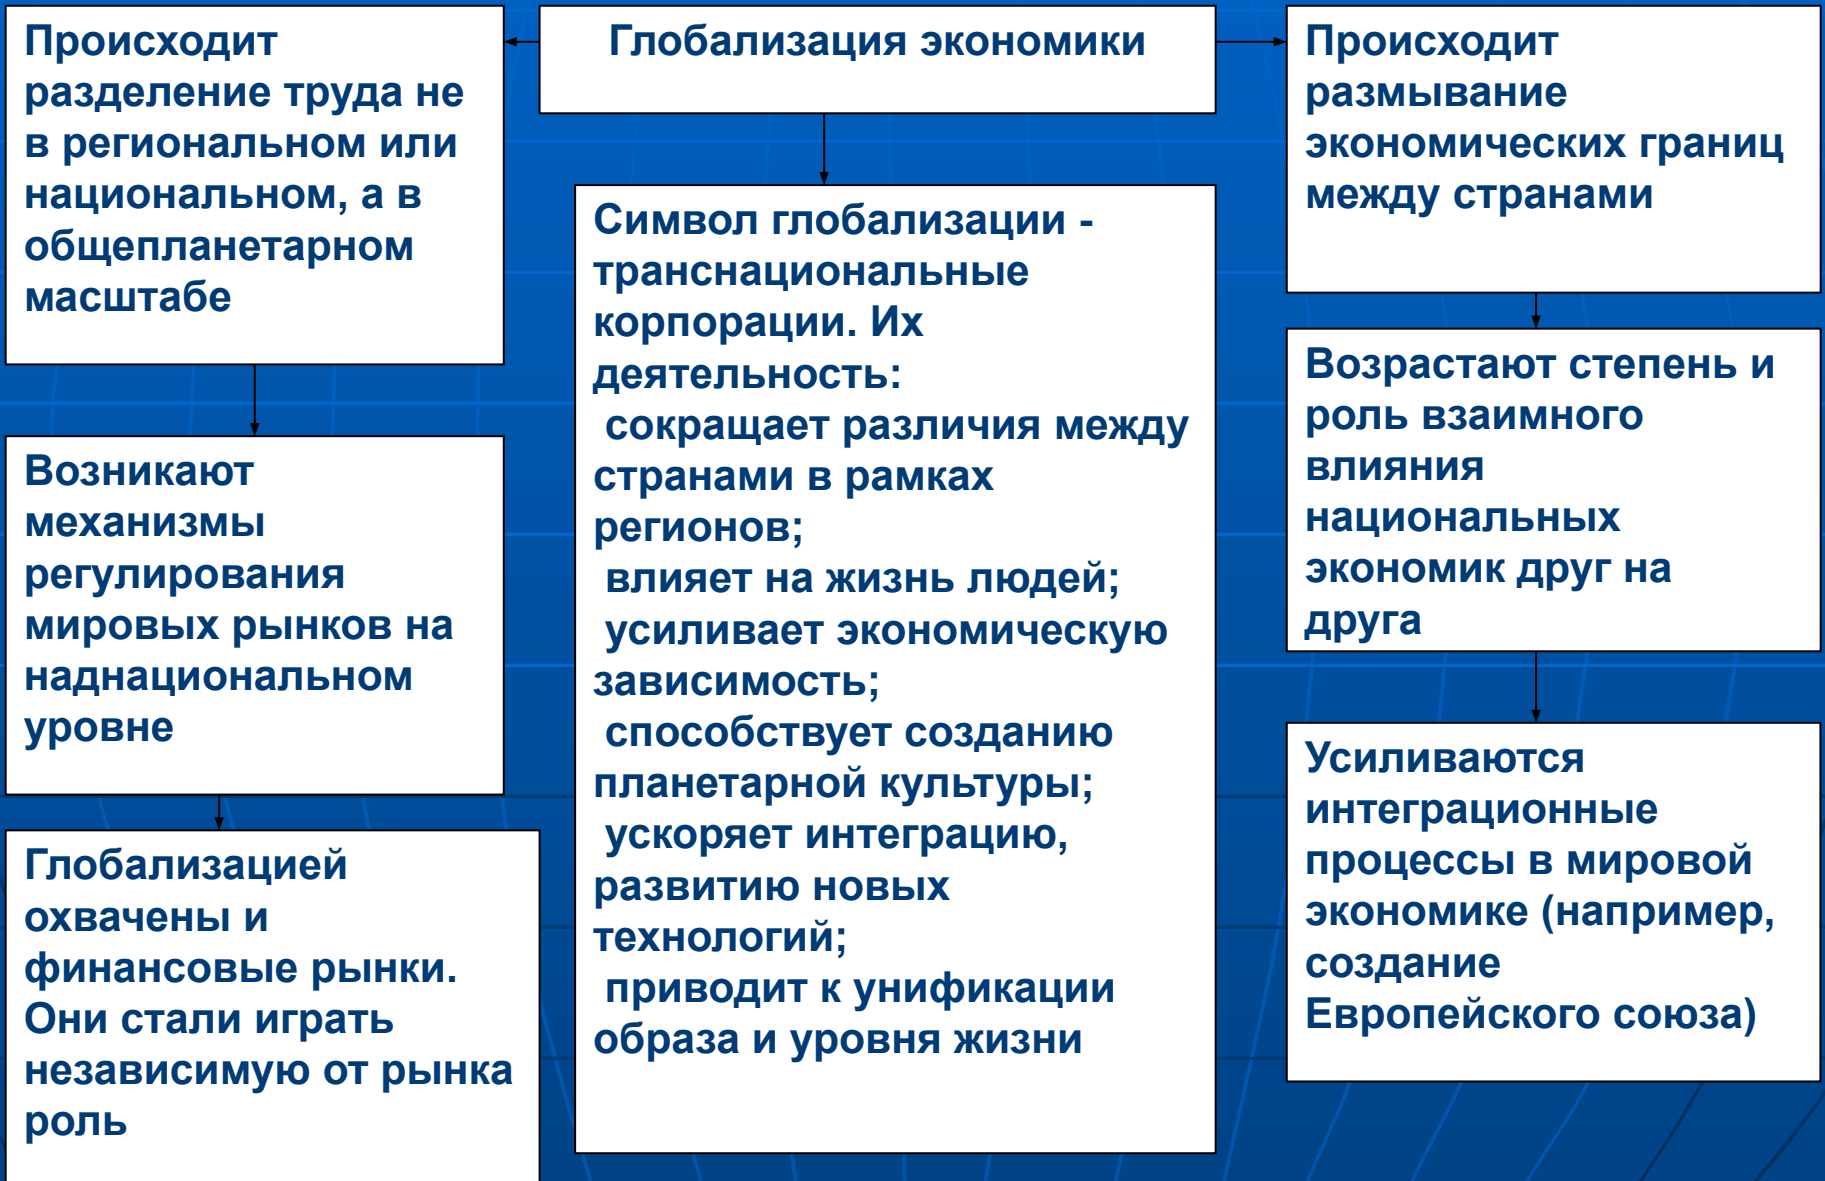 Глобализация экономики
Происходит
разделение труда не
в региональном или
национальном, а в
общепланетарном
масштабе
Возникают
механизмы
регулирования
мировых рынков на
наднациональном
уровне
Глобализацией
охвачены и
финансовые рынки.
Они стали играть
независимую от рынка
роль
Символ глобализации -
транснациональные
корпорации. Их
деятельность:
сокращает различия между
странами в рамках
регионов;
влияет на жизнь людей;
усиливает экономическую
зависимость;
способствует созданию
планетарной культуры;
ускоряет интеграцию,
развитию новых
технологий;
приводит к унификации
образа и уровня жизни
Происходит
размывание
экономических границ
между странами
Возрастают степень и
роль взаимного
влияния
национальных
экономик друг на
друга
Усиливаются
интеграционные
процессы в мировой
экономике (например,
создание
Европейского союза)